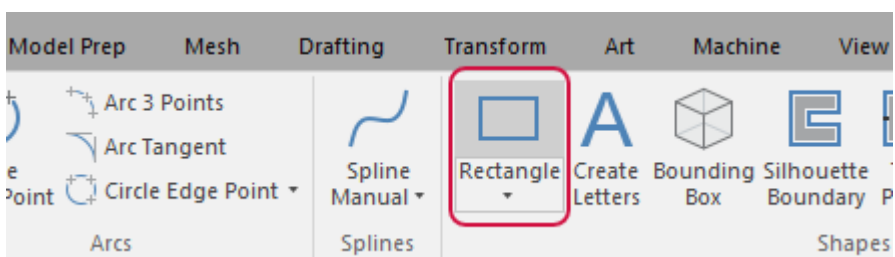 Model Prep Mesh Drafting Transform Art Machine View
Arc 3 Points
Arc Tangent
Circle Edge Point
Point
Arcs
Spline
Manual
Splines
Rectangle
Create
Letters
Bounding
Box
Silhouette
Boundary
Shapes